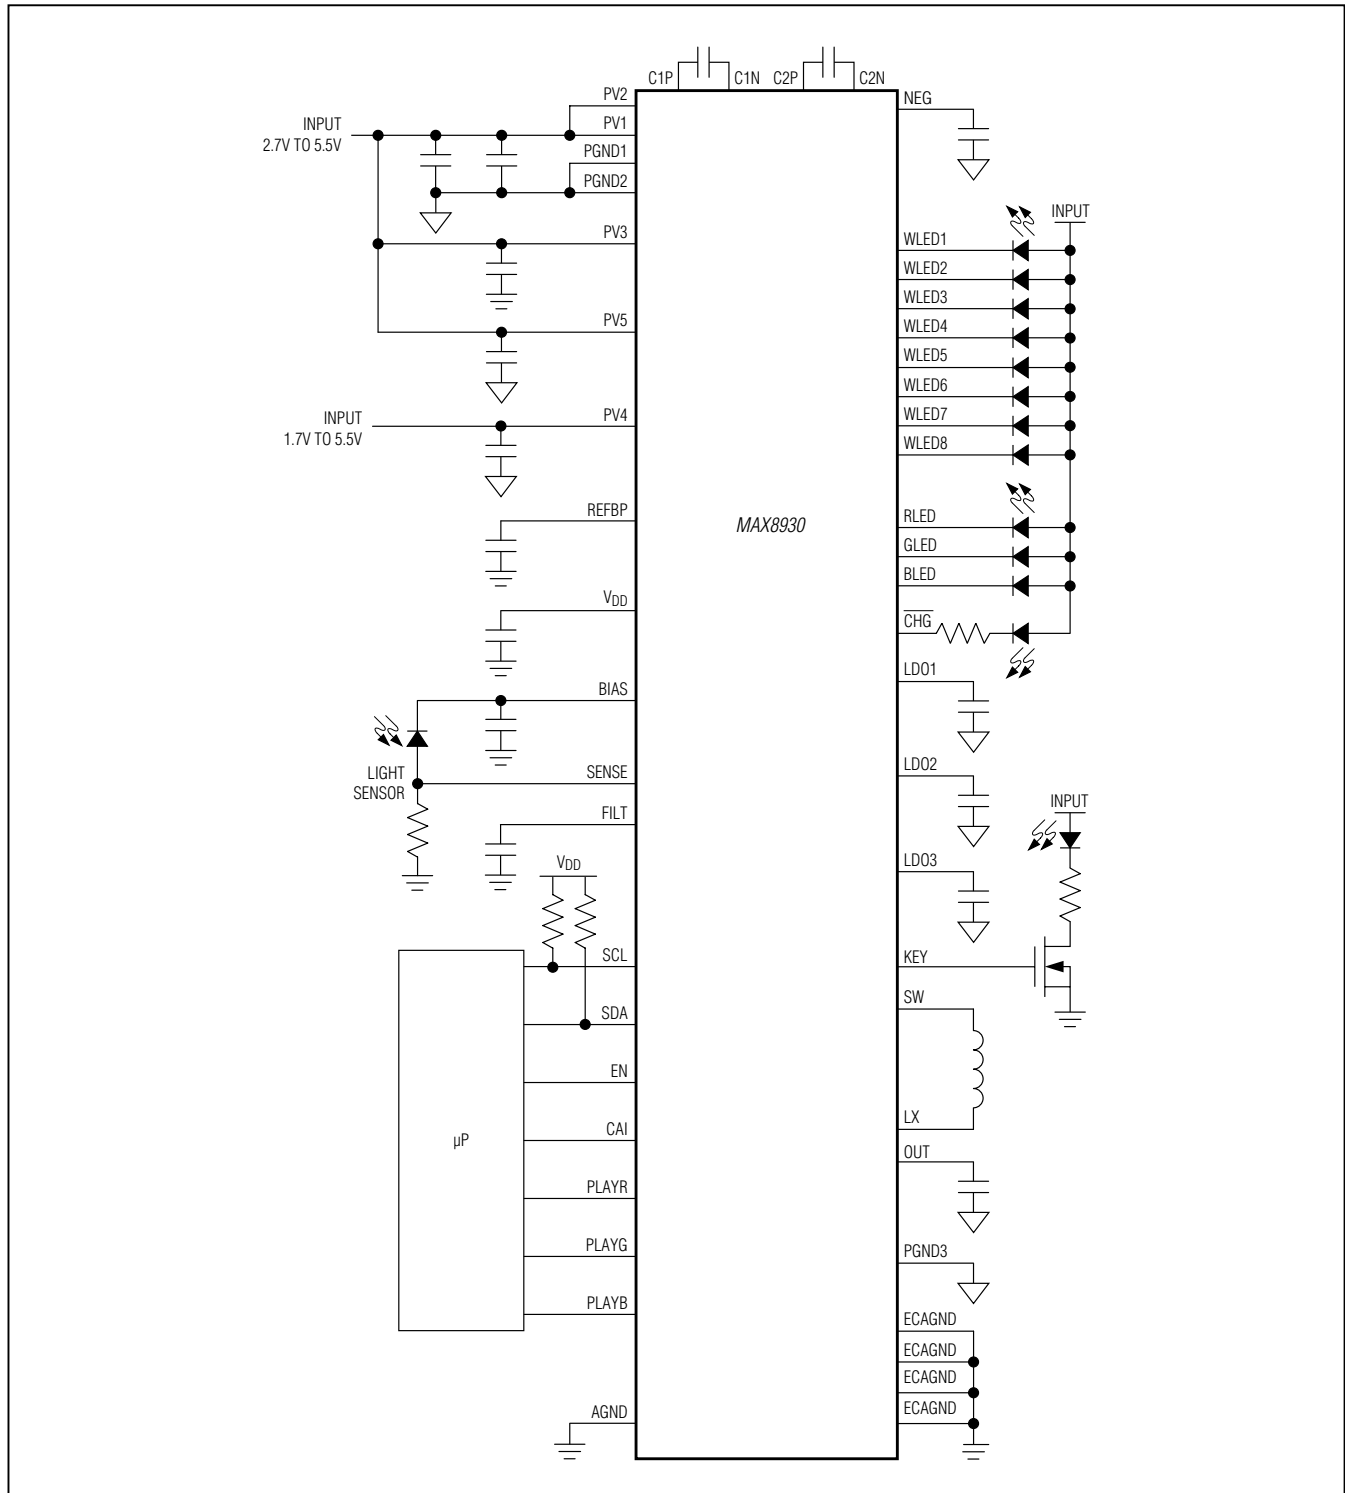 C1P
C1N
C2P
C2N
PV2
INPUT
2.7V TO 5.5V
PV1
PGND1
PGND2
PV3
PV5
INPUT
1.7V TO 5.5V
PV4
REFBP
VDD
BIAS
LIGHT
SENSOR
SENSE
FILT
VDD
SCL
SDA
EN
CAI
µP
PLAYR
PLAYG
PLAYB
AGND
MAX8930
NEG
INPUT
WLED1
WLED2
WLED3
WLED4
WLED5
WLED6
WLED7
WLED8
RLED
GLED
BLED
CHG
LDO1
LDO2
INPUT
LDO3
KEY
SW
LX
OUT
PGND3
ECAGND
ECAGND
ECAGND
ECAGND